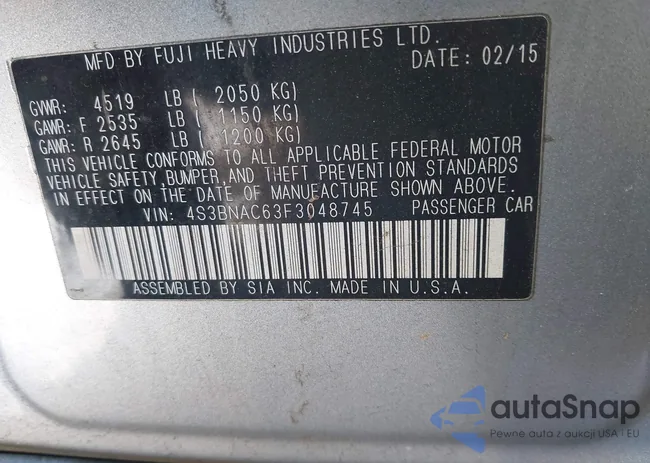 MFD BY FUJI HEAVY INDUSTRIES LTD.
DATE: 02/15
GVWR: 4519 LB ( 2050 KG)
GAWR: F 2535 LB ( 1150 KG)
GAWR: R 2645 LB ( 1200 KG)
THIS VEHICLE CONFORMS TO ALL APPLICABLE FEDERAL MOTOR
VEHICLE SAFETY,BUMPER,AND THEFT PREVENTION STANDARDS
IN EFFECT ON THE DATE OF MANUFACTURE SHOWN ABOVE.
VIN: 4S3BNAC63F3048745 PASSENGER CAR
ASSEMBLED BY SIA INC. MADE IN U.S.A.
autoSnap
Pewne auta z aukcji USA i EU